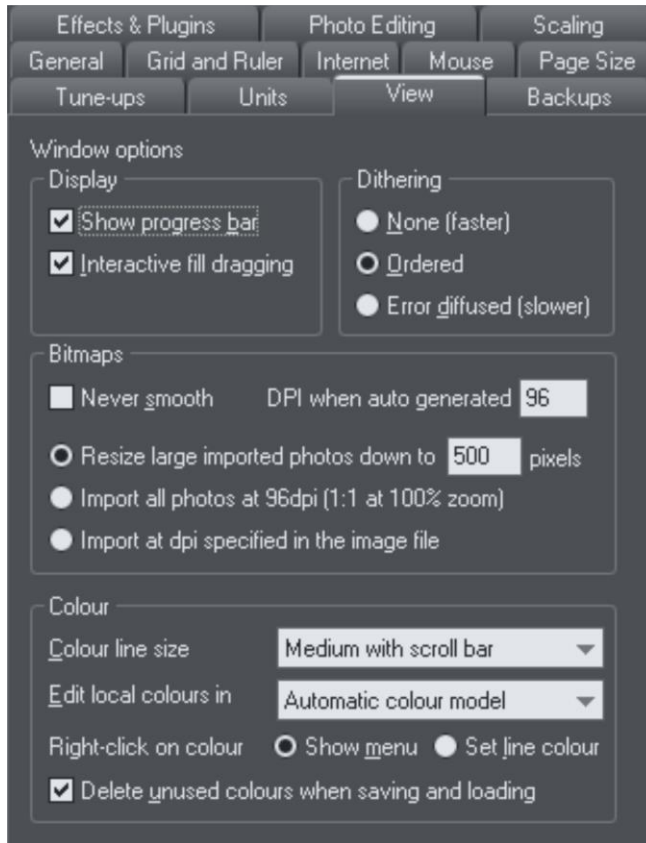 Effects & Plugins Photo Editing Scaling
General Grid and Ruler Internet Mouse Page Size
Tune-ups Units View Backups
Window options
Display
Show progress bar
Interactive fill dragging
Dithering
None (faster)
Ordered
Error diffused (slower)
Bitmaps
Never smooth DPI when auto generated 96
Resize large imported photos down to 500 pixels
Import all photos at 96dpi (1:1 at 100% zoom)
Import at dpi specified in the image file
Colour
Colour line size Medium with scroll bar
Edit local colours in Automatic colour model
Right-click on colour Show menu Set line colour
Delete unused colours when saving and loading